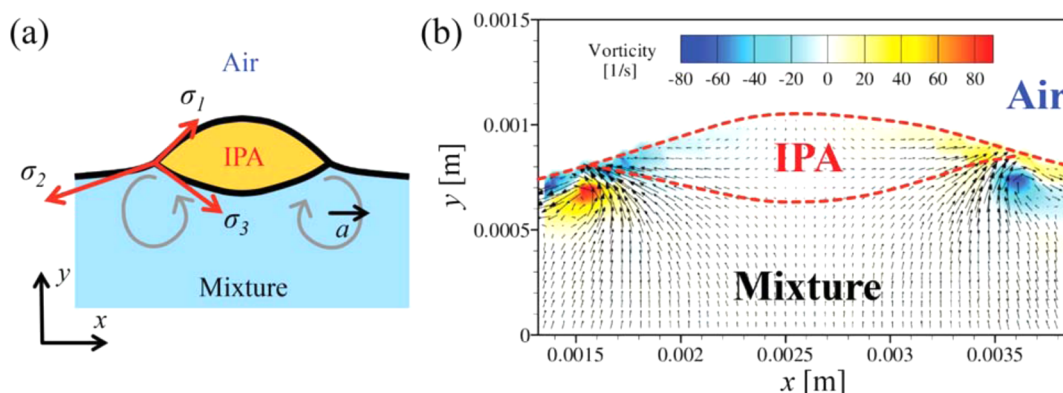 (a)
Air
σ1
IPA
σ2
σ3
a
Mixture
y
x
(b)
Vorticity
[1/s]
-80 -60 -40 -20 0 20 40 60 80
Air
IPA
Mixture
y [m]
0.0015
0.001
0.0005
0
0.0015 0.002 0.0025 0.003 0.0035
x [m]